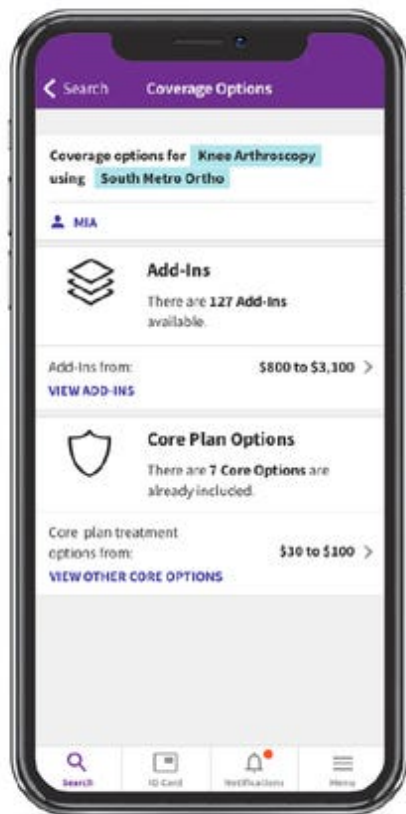 Search Coverage Options
Coverage options for Knee Arthroscopy
using South Metro Ortho
MIA
Add-Ins
There are 127 Add-Ins
available.
Add-Ins from: $800 to $3,100
VIEW ADD-INS
Core Plan Options
There are 7 Core Options are
already included.
Core plan treatment
options from: $30 to $100
VIEW OTHER CORE OPTIONS
Search ID Card Notifications Menu